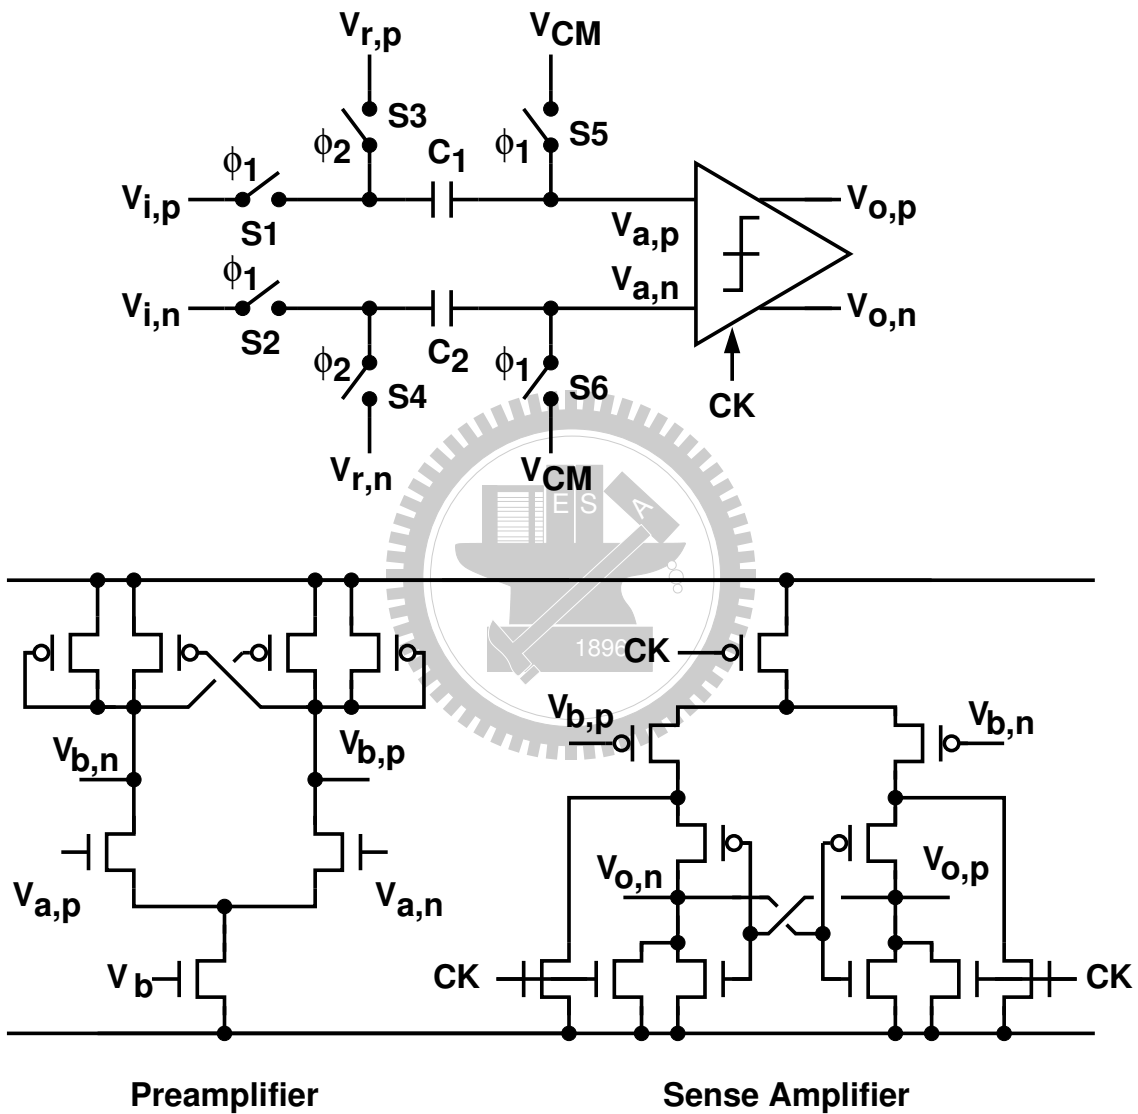 Vr,p
VCM
S3
S5
ϕ2
C1
ϕ1
ϕ1
Vi,p
Vo,p
S1
Va,p
ϕ1
Va,n
Vi,n
Vo,n
S2
C2
ϕ2
ϕ1
S4
S6
CK
Vr,n
VCM
E S
A
1896
CK
Vb,p
Vb,n
Vb,n
Vb,p
Vo,n
Vo,p
Va,p
Va,n
Vb
CK
CK
Preamplifier
Sense Amplifier